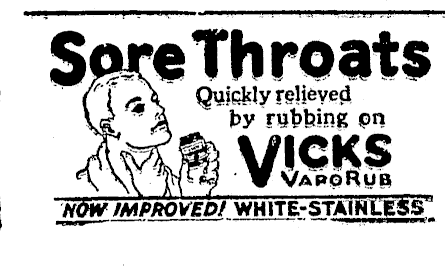 Sore Throats
Quickly relieved
by rubbing on
VICKS
VAPORUB
NOW IMPROVED! WHITE-STAINLESS